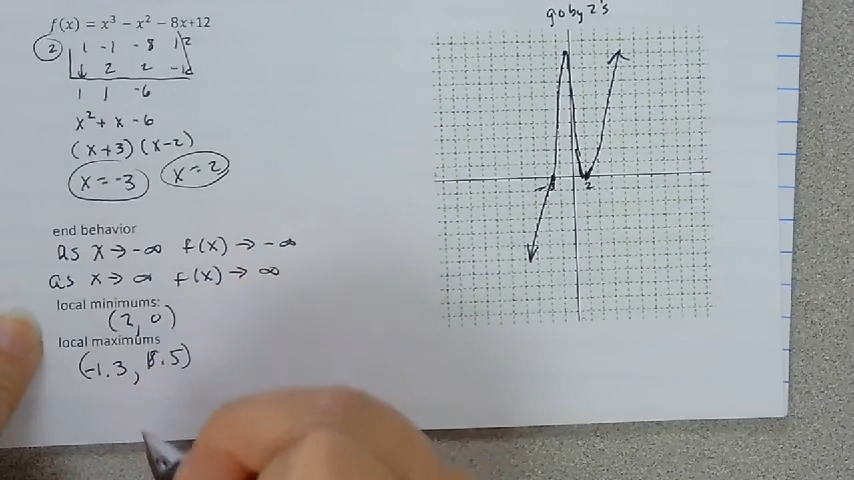 f(x) = x³ − x² − 8x + 12
go by 2's
2 1 -1 -8 12
2 2 -12
1 1 -6
x² + x - 6
(x+3) (x-2)
x = -3 x = 2
-3 2
end behavior
as x → -∞ f(x) → -∞
as x → ∞ f(x) → ∞
local minimums:
(2, 0)
local maximums
(-1.3, .5)